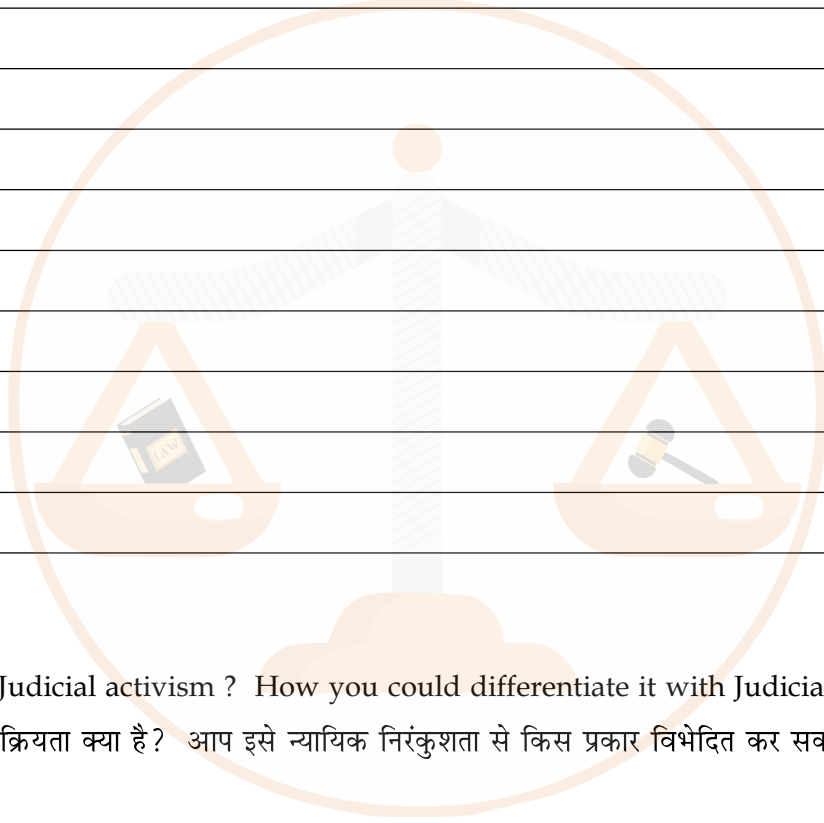 LAW
Judicial activism ? How you could differentiate it with Judicia
क्रियता क्या है? आप इसे न्यायिक निरंकुशता से किस प्रकार विभेदित कर सक